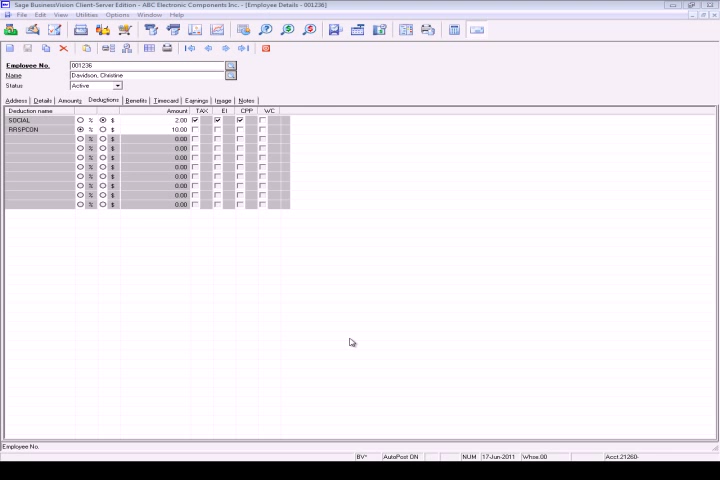 Sage BusinessVision Client-Server Edition - ABC Electronic Components Inc. - [Employee Details - 001236]
File Edit View Utilities Options Window Help
Employee No. 001236
Name Davidson, Christine
Status Active
Address Details Amounts Deductions Benefits Timecard Earnings Image Notes
Deduction name Amount TAX EI CPP WC
SOCIAL % $ 2.00
RRSPCON % $ 10.00
% $ 0.00
% $ 0.00
% $ 0.00
% $ 0.00
% $ 0.00
% $ 0.00
% $ 0.00
% $ 0.00
Employee No.
BV* AutoPost ON NUM 17-Jun-2011 Whse.00 Acct.21260-